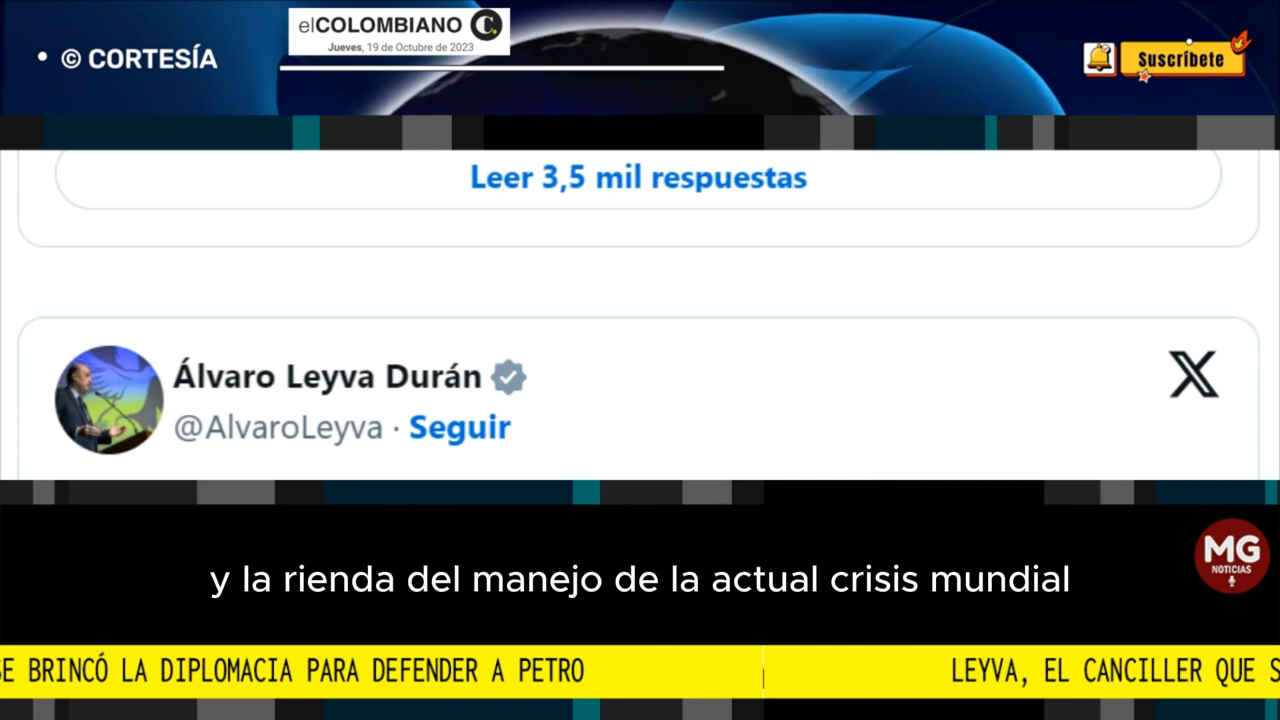 elCOLOMBIANO C.
Jueves, 19 de Octubre de 2023
• © CORTESÍA
Suscríbete
Leer 3,5 mil respuestas
Álvaro Leyva Durán
@AlvaroLeyva · Seguir
y la rienda del manejo de la actual crisis mundial
MG
NOTICIAS
SE BRINCÓ LA DIPLOMACIA PARA DEFENDER A PETRO
LEYVA, EL CANCILLER QUE S